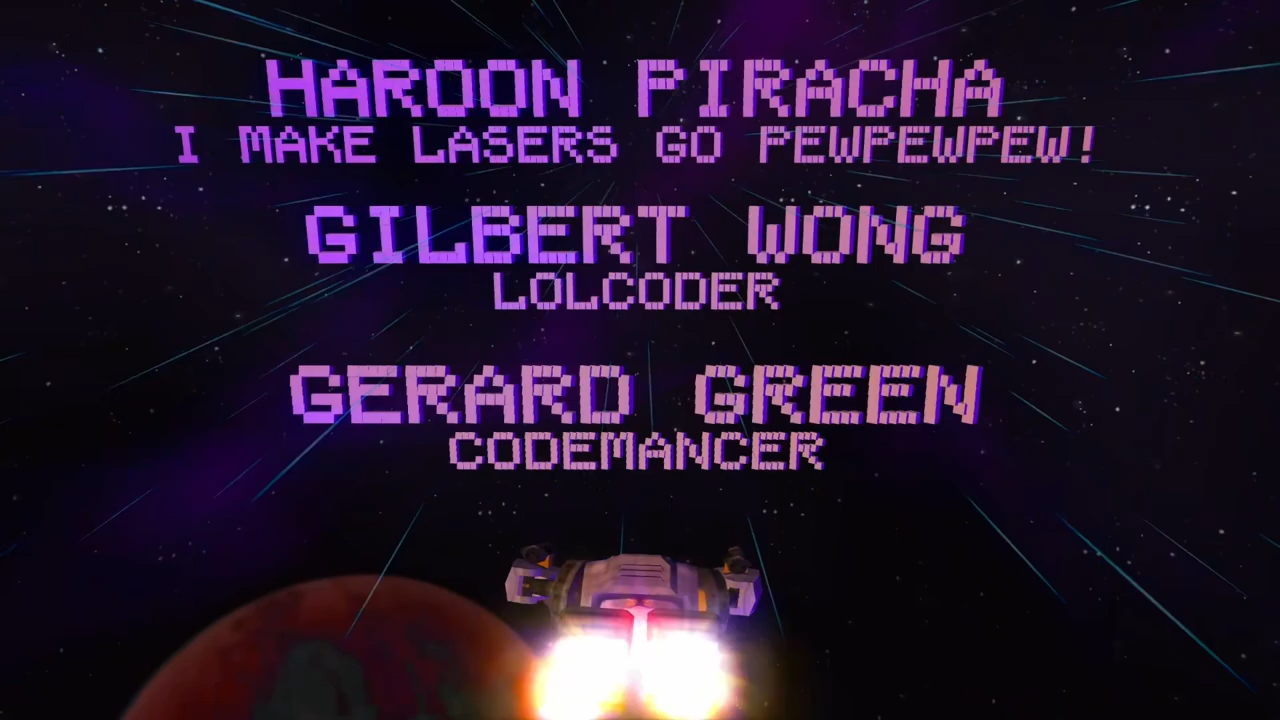 HAROON PIRACHA
I MAKE LASERS GO PEWPEWPEW!
GILBERT WONG
LOLCODER
GERARD GREEN
CODEMANCER